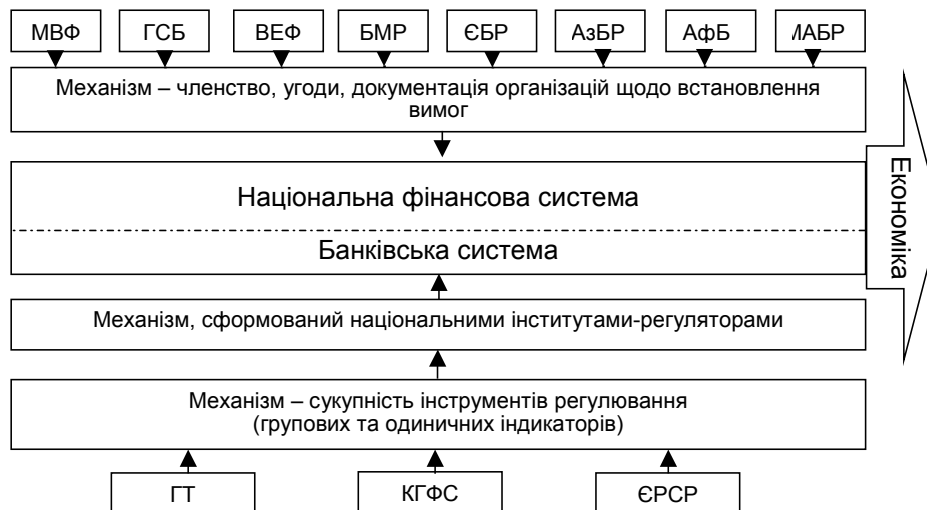 МВФ ГСБ ВЕФ БМР ЄБР АзБР АфБ МАБР
Механізм – членство, угоди, документація організацій щодо встановлення
вимог
Національна фінансова система
Банківська система
Економіка
Механізм, сформований національними інститутами-регуляторами
Механізм – сукупність інструментів регулювання
(групових та одиничних індикаторів)
ГТ КГФС ЄРСР